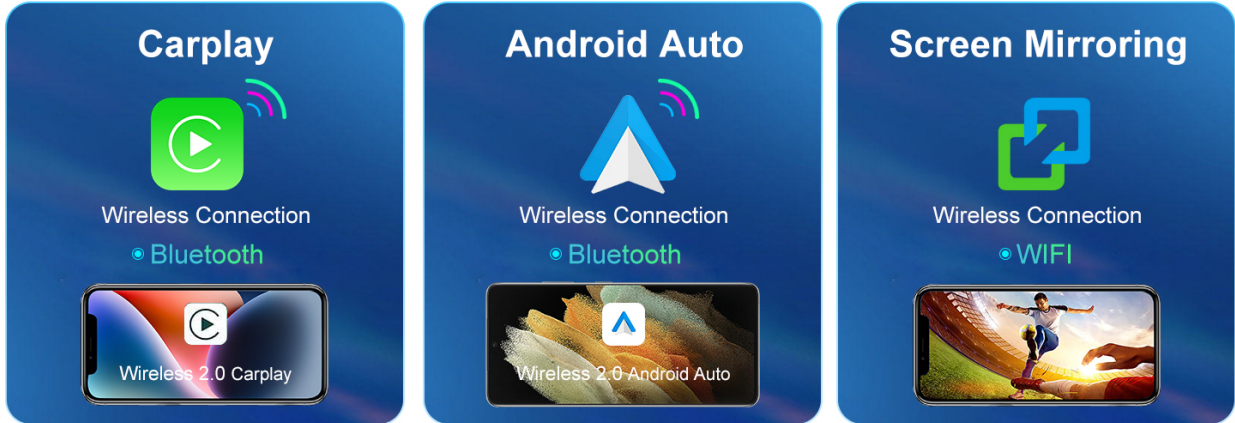 Carplay
Wireless Connection
Bluetooth
Wireless 2.0 Carplay
Android Auto
Wireless Connection
Bluetooth
Wireless 2.0 Android Auto
Screen Mirroring
Wireless Connection
WIFI